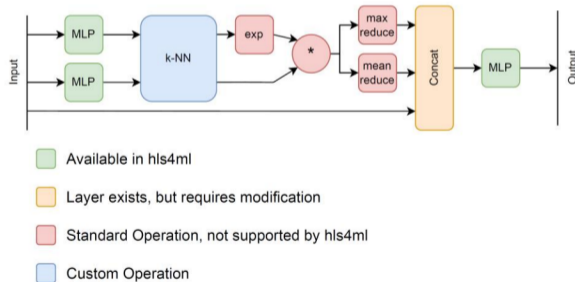 Input
MLP
MLP
k-NN
exp
*
max
reduce
mean
reduce
Concat
MLP
Output
Available in hls4ml
Layer exists, but requires modification
Standard Operation, not supported by hls4ml
Custom Operation